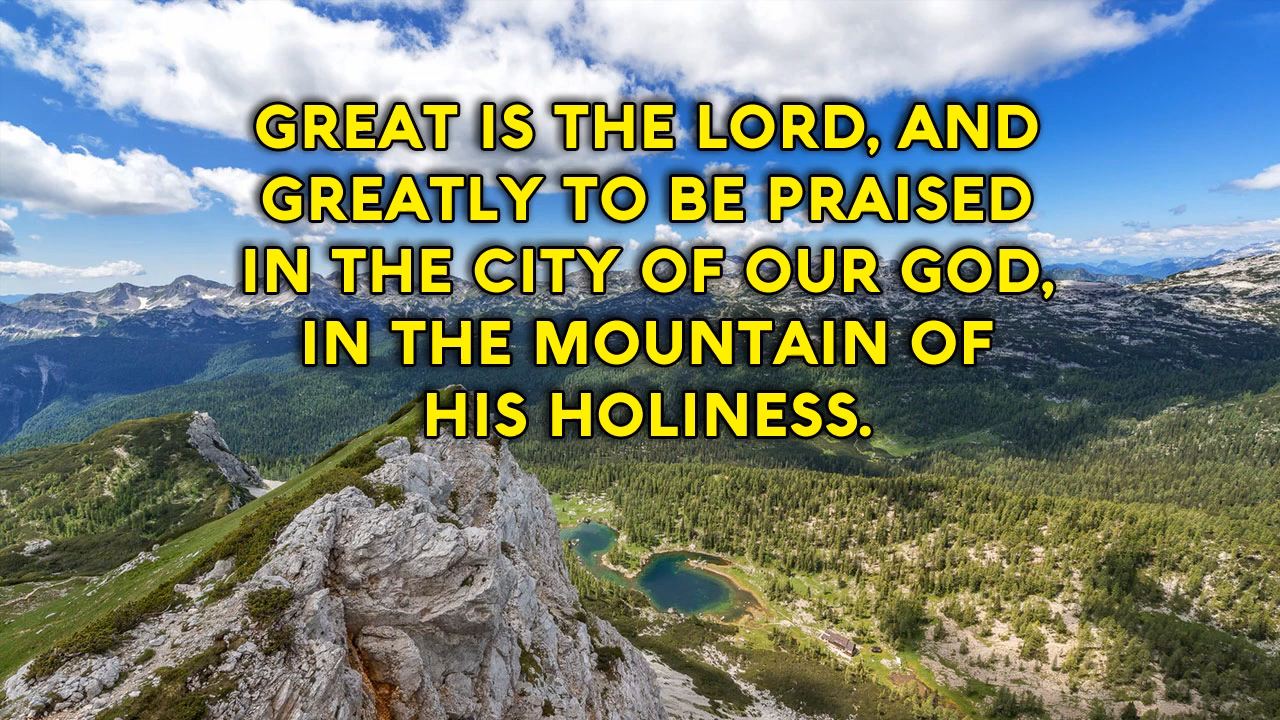 GREAT IS THE LORD, AND
GREATLY TO BE PRAISED
IN THE CITY OF OUR GOD,
IN THE MOUNTAIN OF
HIS HOLINESS.